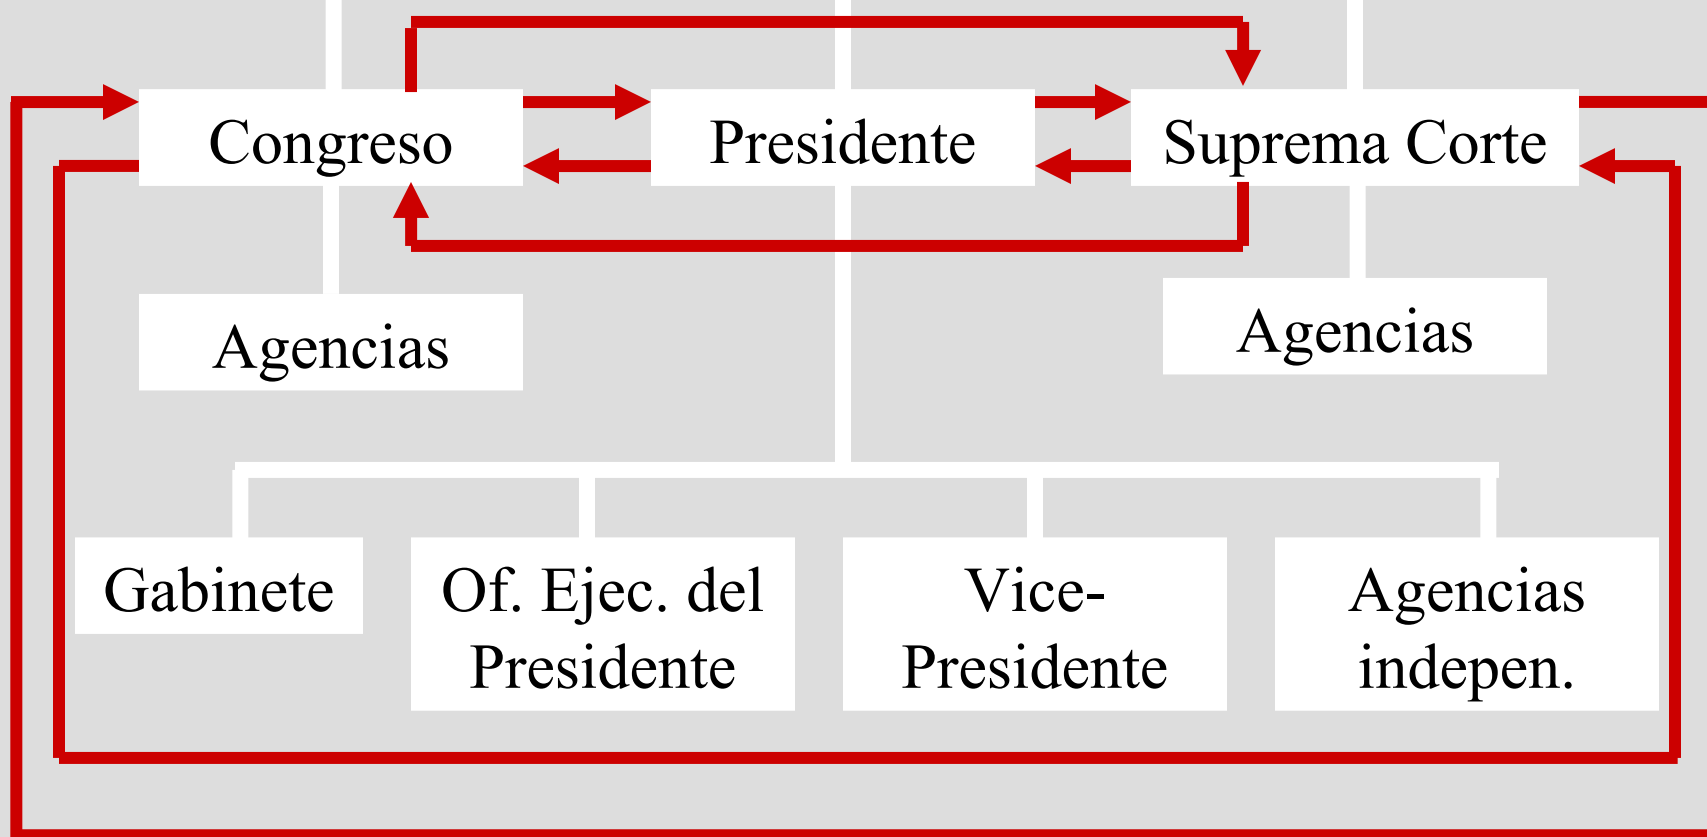 Congreso
Presidente
Suprema Corte
Agencias
Agencias
Gabinete
Of. Ejec. del
Presidente
Vice-
Presidente
Agencias
indepen.